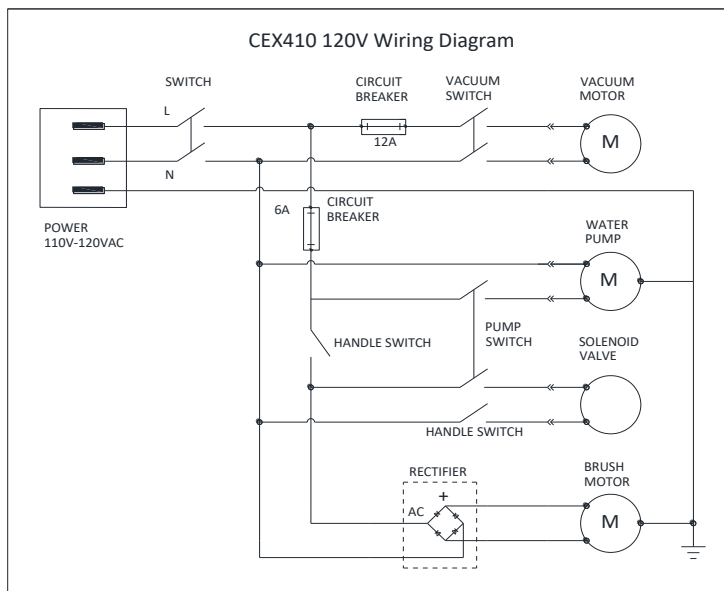 CEX410 120V Wiring Diagram
SWITCH
CIRCUIT
BREAKER
VACUUM
SWITCH
VACUUM
MOTOR
L
12A
M
N
POWER
110V-120VAC
6A
CIRCUIT
BREAKER
WATER
PUMP
M
HANDLE SWITCH
PUMP
SWITCH
SOLENOID
VALVE
HANDLE SWITCH
RECTIFIER
BRUSH
MOTOR
+
AC
M